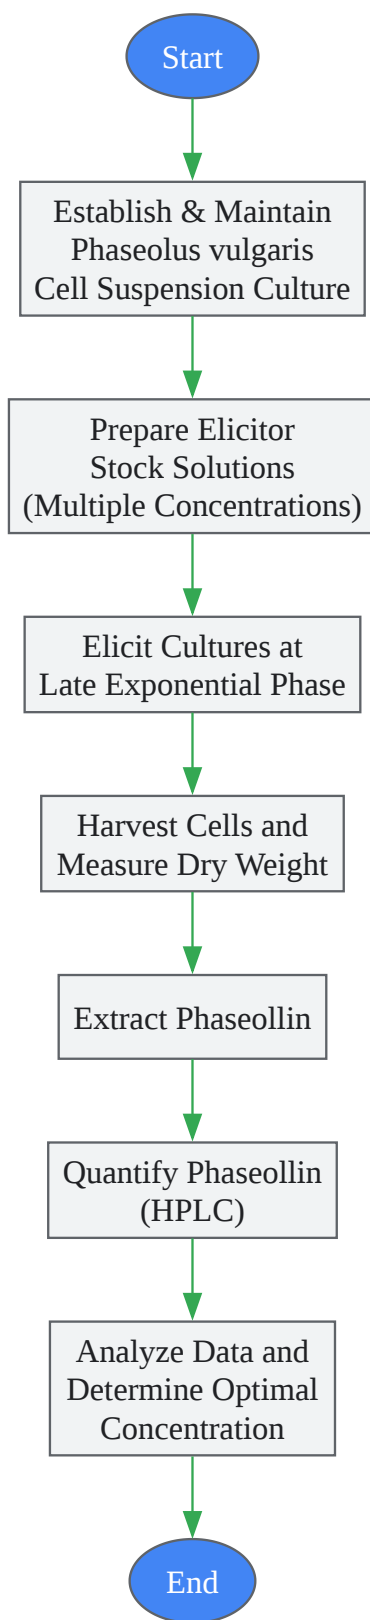 Start
Establish & Maintain
Phaseolus vulgaris
Cell Suspension Culture
Prepare Elicitor
Stock Solutions
(Multiple Concentrations)
Elicit Cultures at
Late Exponential Phase
Harvest Cells and
Measure Dry Weight
Extract Phaseollin
Quantify Phaseollin
(HPLC)
Analyze Data and
Determine Optimal
Concentration
End